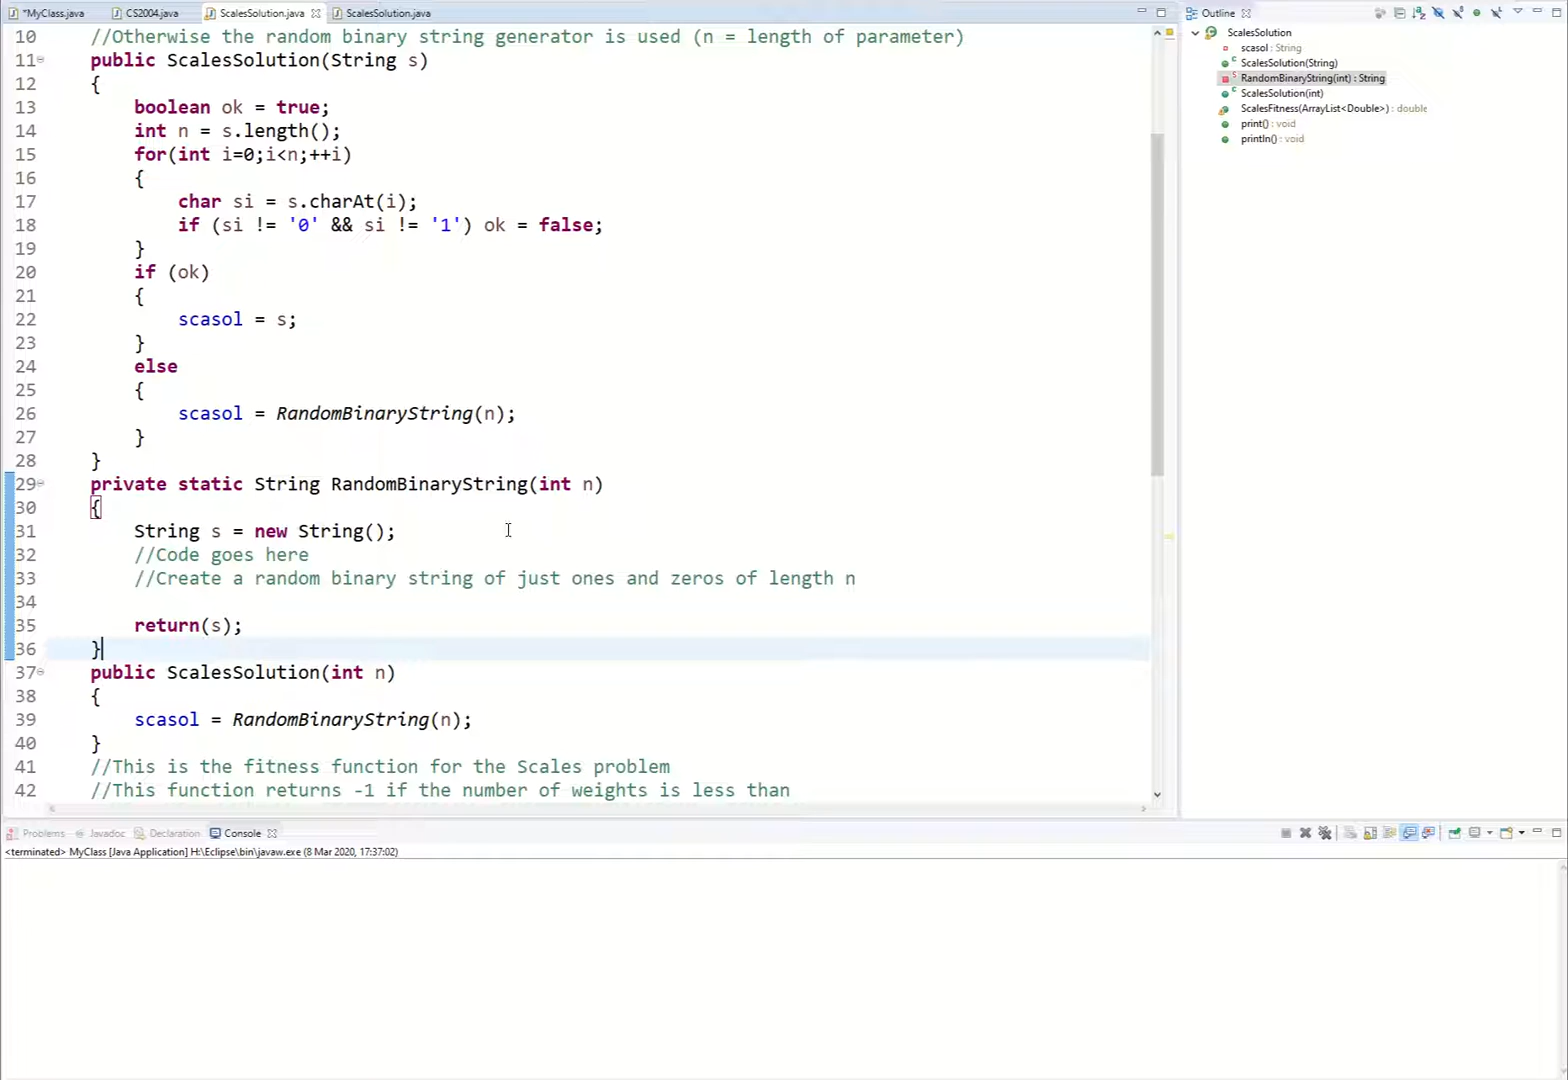 *MyClass.java CS2004.java ScalesSolution.java ScalesSolution.java
10 //Otherwise the random binary string generator is used (n = length of parameter)
11 public ScalesSolution(String s)
12 {
13 boolean ok = true;
14 int n = s.length();
15 for(int i=0;i<n;++i)
16 {
17 char si = s.charAt(i);
18 if (si != '0' && si != '1') ok = false;
19 }
20 if (ok)
21 {
22 scasol = s;
23 }
24 else
25 {
26 scasol = RandomBinaryString(n);
27 }
28 }
29 private static String RandomBinaryString(int n)
30 {
31 String s = new String();
32 //Code goes here
33 //Create a random binary string of just ones and zeros of length n
34
35 return(s);
36 }
37 public ScalesSolution(int n)
38 {
39 scasol = RandomBinaryString(n);
40 }
41 //This is the fitness function for the Scales problem
42 //This function returns -1 if the number of weights is less than
Outline
ScalesSolution
scasol : String
ScalesSolution(String)
RandomBinaryString(int) : String
ScalesSolution(int)
ScalesFitness(ArrayList<Double>) : double
print() : void
println() : void
Problems Javadoc Declaration Console
<terminated> MyClass [Java Application] H:\Eclipse\bin\javaw.exe (8 Mar 2020, 17:37:02)